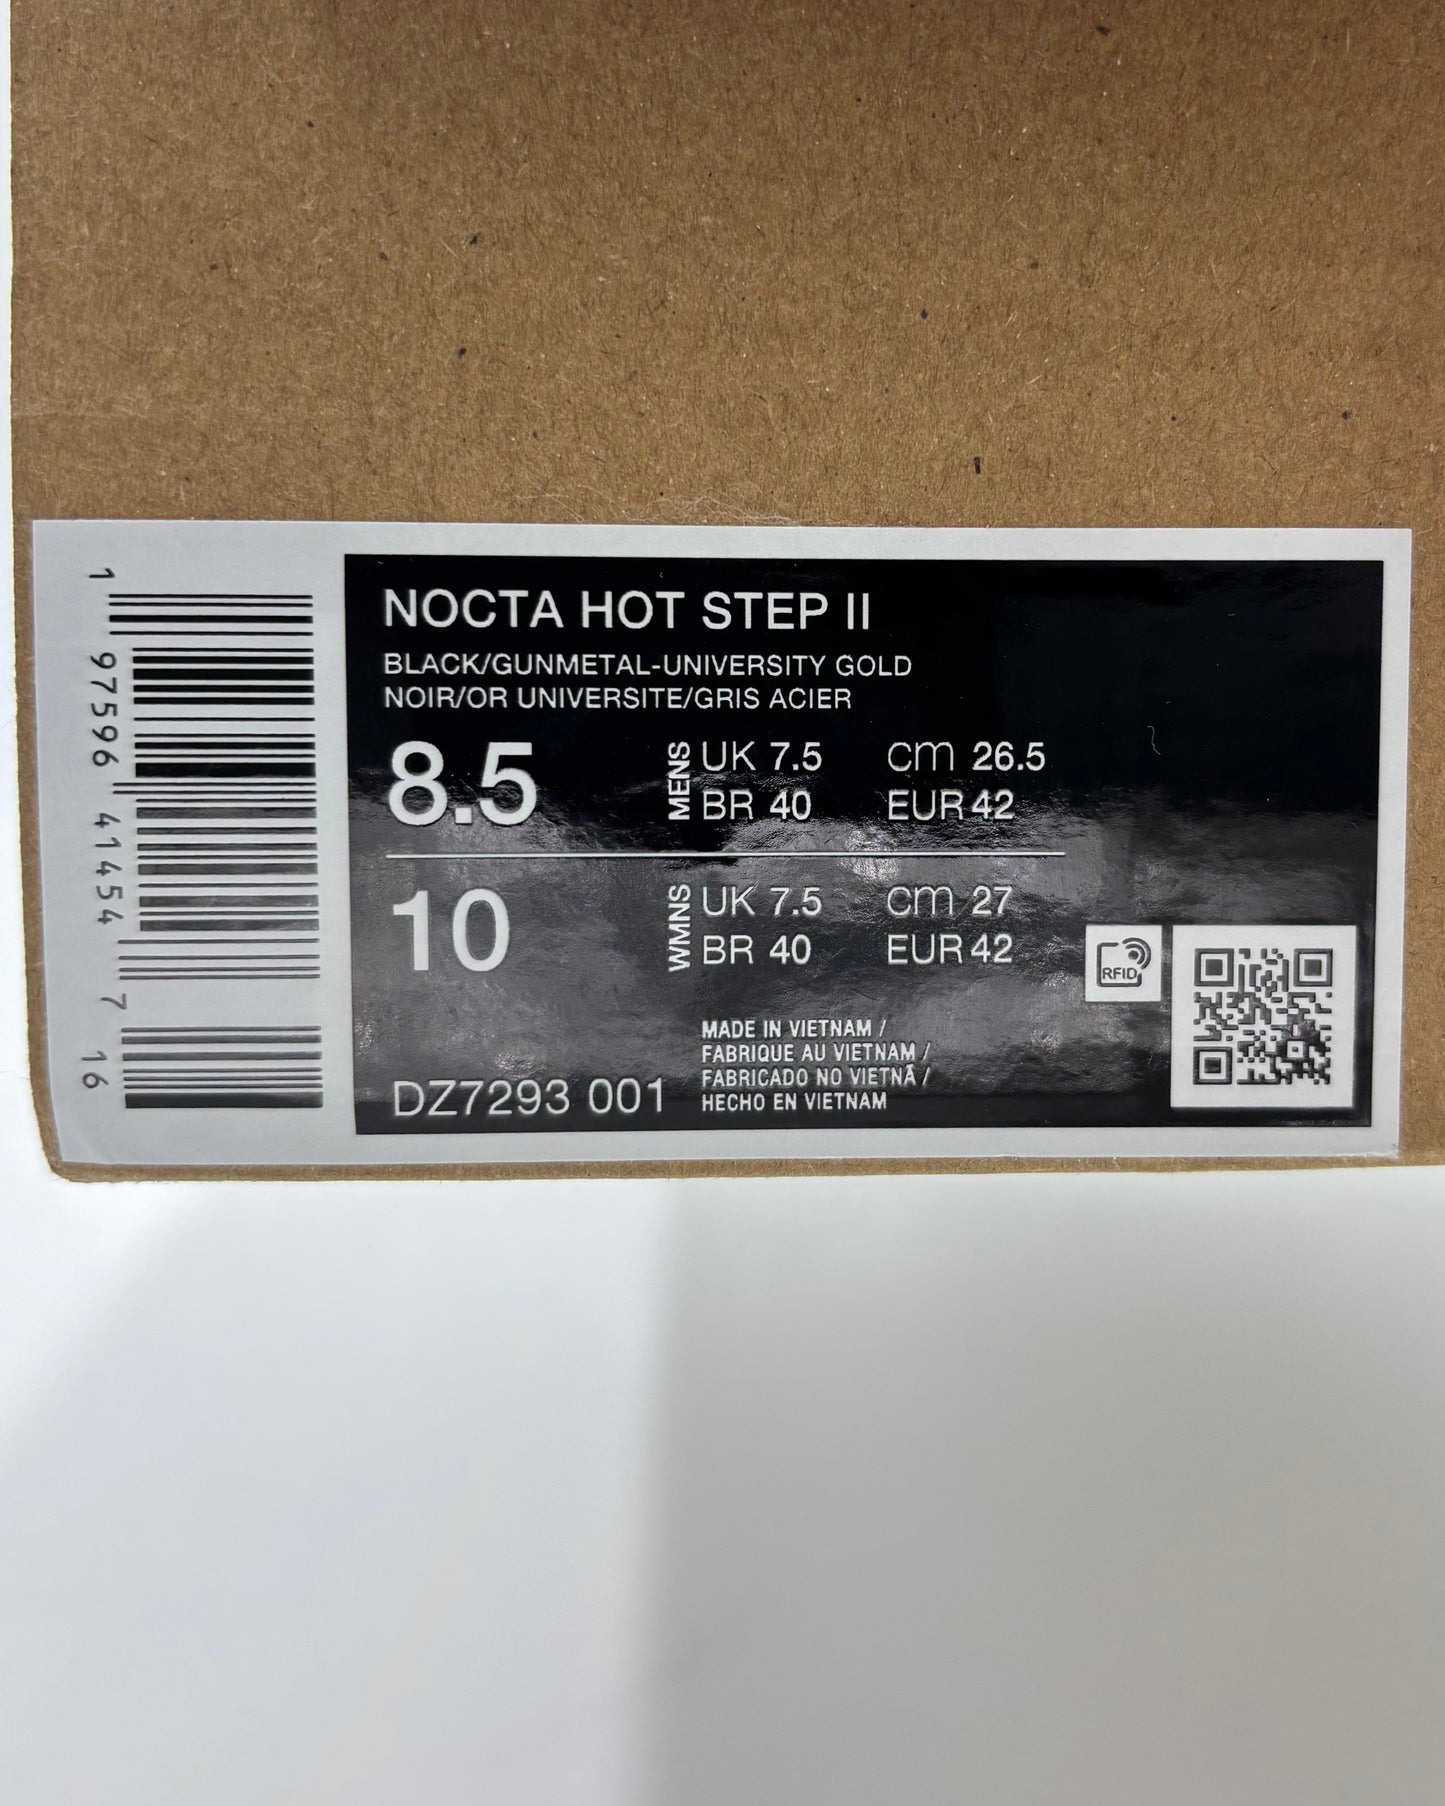 1 97596 41454 7 16
NOCTA HOT STEP II
BLACK/GUNMETAL-UNIVERSITY GOLD
NOIR/OR UNIVERSITE/GRIS ACIER
8.5 MENS UK 7.5 cm 26.5
BR 40 EUR 42
10 WMNS UK 7.5 cm 27
BR 40 EUR 42
RFID
MADE IN VIETNAM /
FABRIQUE AU VIETNAM /
FABRICADO NO VIETNÃ /
HECHO EN VIETNAM
DZ7293 001